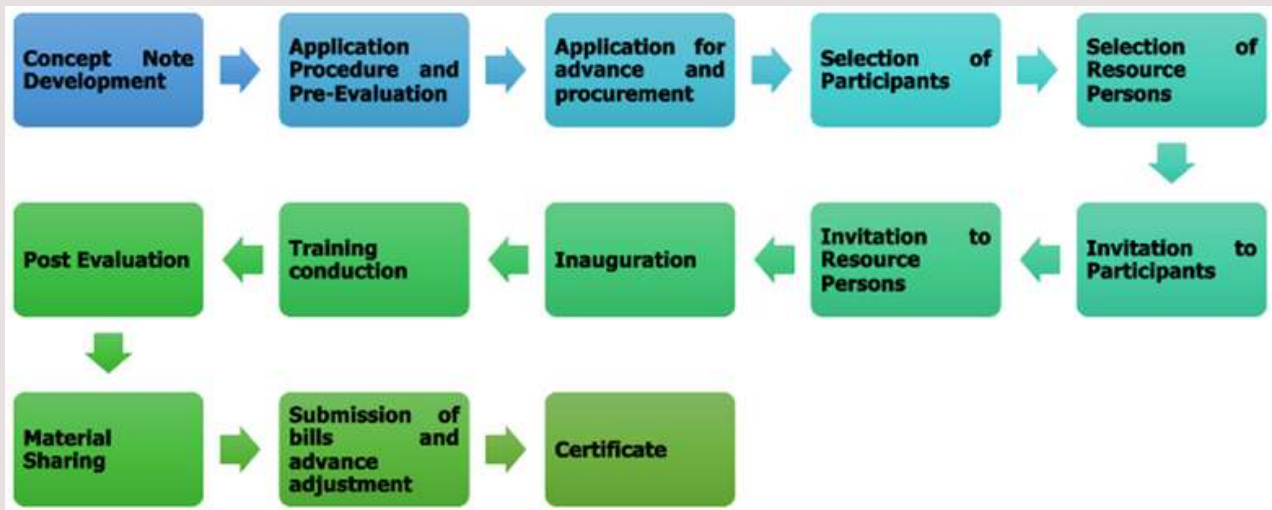 Concept Note
Development
Application
Procedure and
Pre-Evaluation
Application for
advance and
procurement
Selection of
Participants
Selection of
Resource
Persons
Invitation to
Participants
Invitation to
Resource
Persons
Inauguration
Training
conduction
Post Evaluation
Material
Sharing
Submission of
bills and
advance
adjustment
Certificate